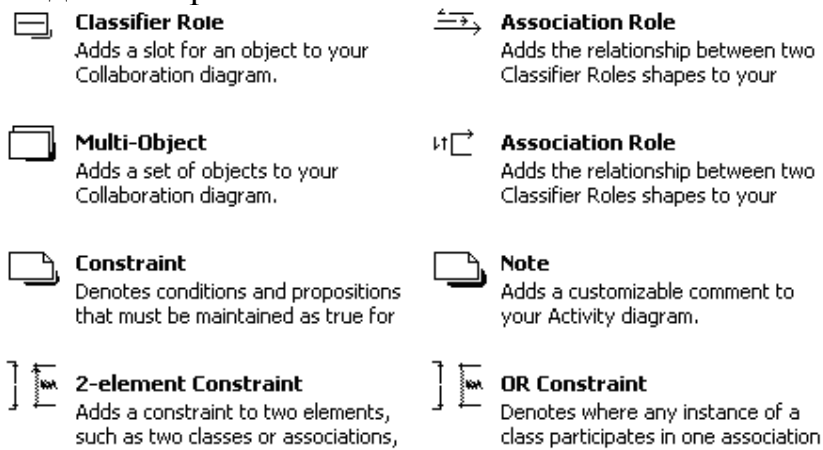 Classifier Role
Adds a slot for an object to your
Collaboration diagram.
Association Role
Adds the relationship between two
Classifier Roles shapes to your
Multi-Object
Adds a set of objects to your
Collaboration diagram.
Association Role
Adds the relationship between two
Classifier Roles shapes to your
Constraint
Denotes conditions and propositions
that must be maintained as true for
Note
Adds a customizable comment to
your Activity diagram.
2-element Constraint
Adds a constraint to two elements,
such as two classes or associations,
OR Constraint
Denotes where any instance of a
class participates in one association